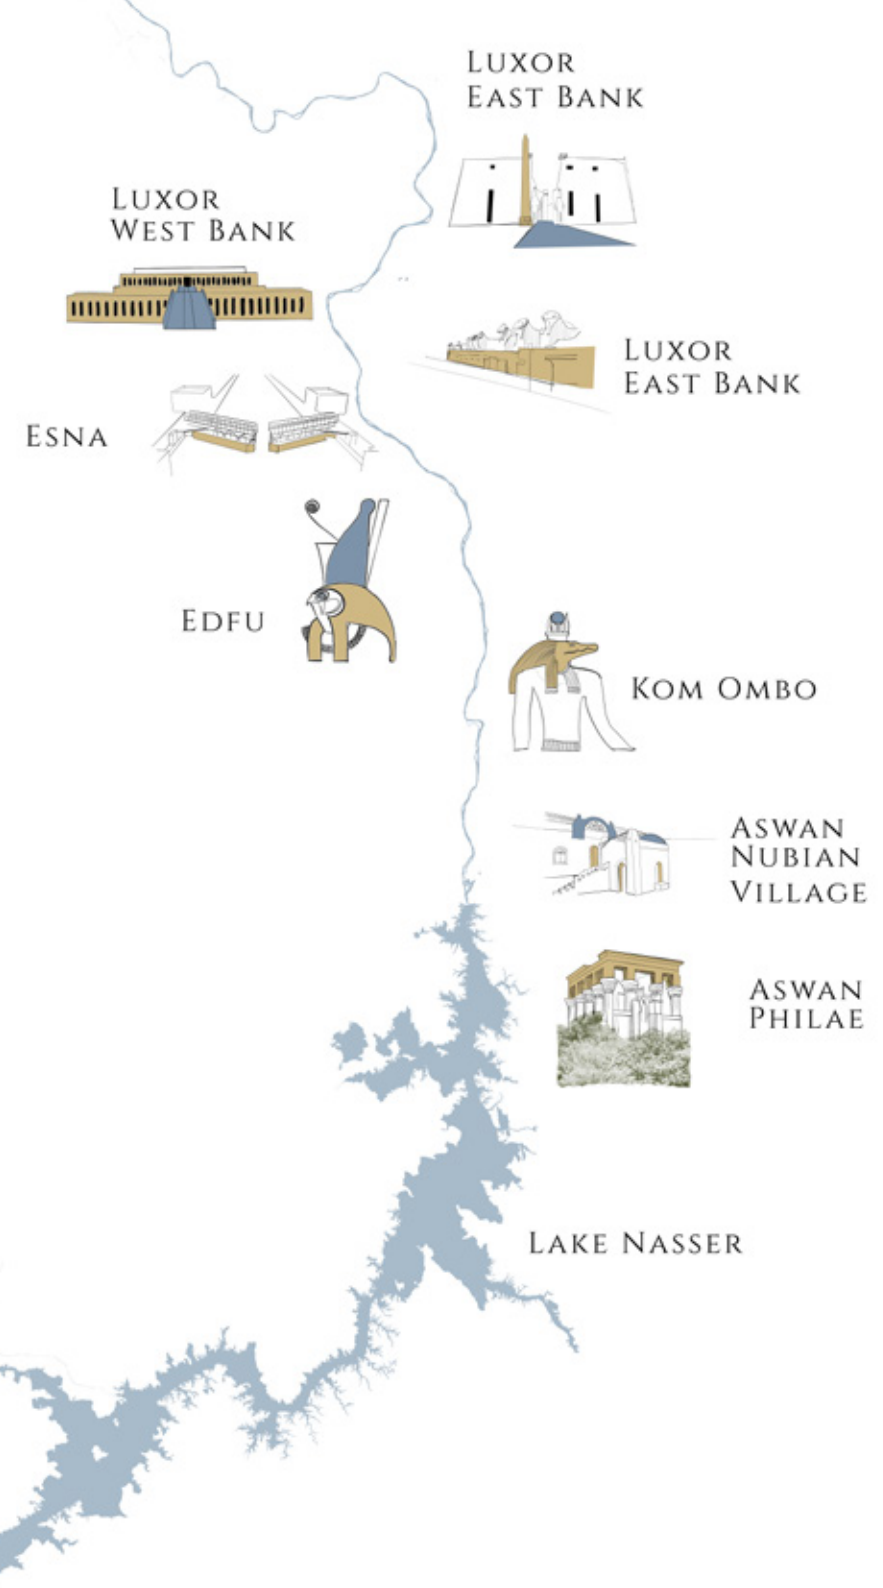 LUXOR
EAST BANK
LUXOR
WEST BANK
LUXOR
EAST BANK
ESNA
EDFU
KOM OMBO
ASWAN
NUBIAN
VILLAGE
ASWAN
PHILAE
LAKE NASSER